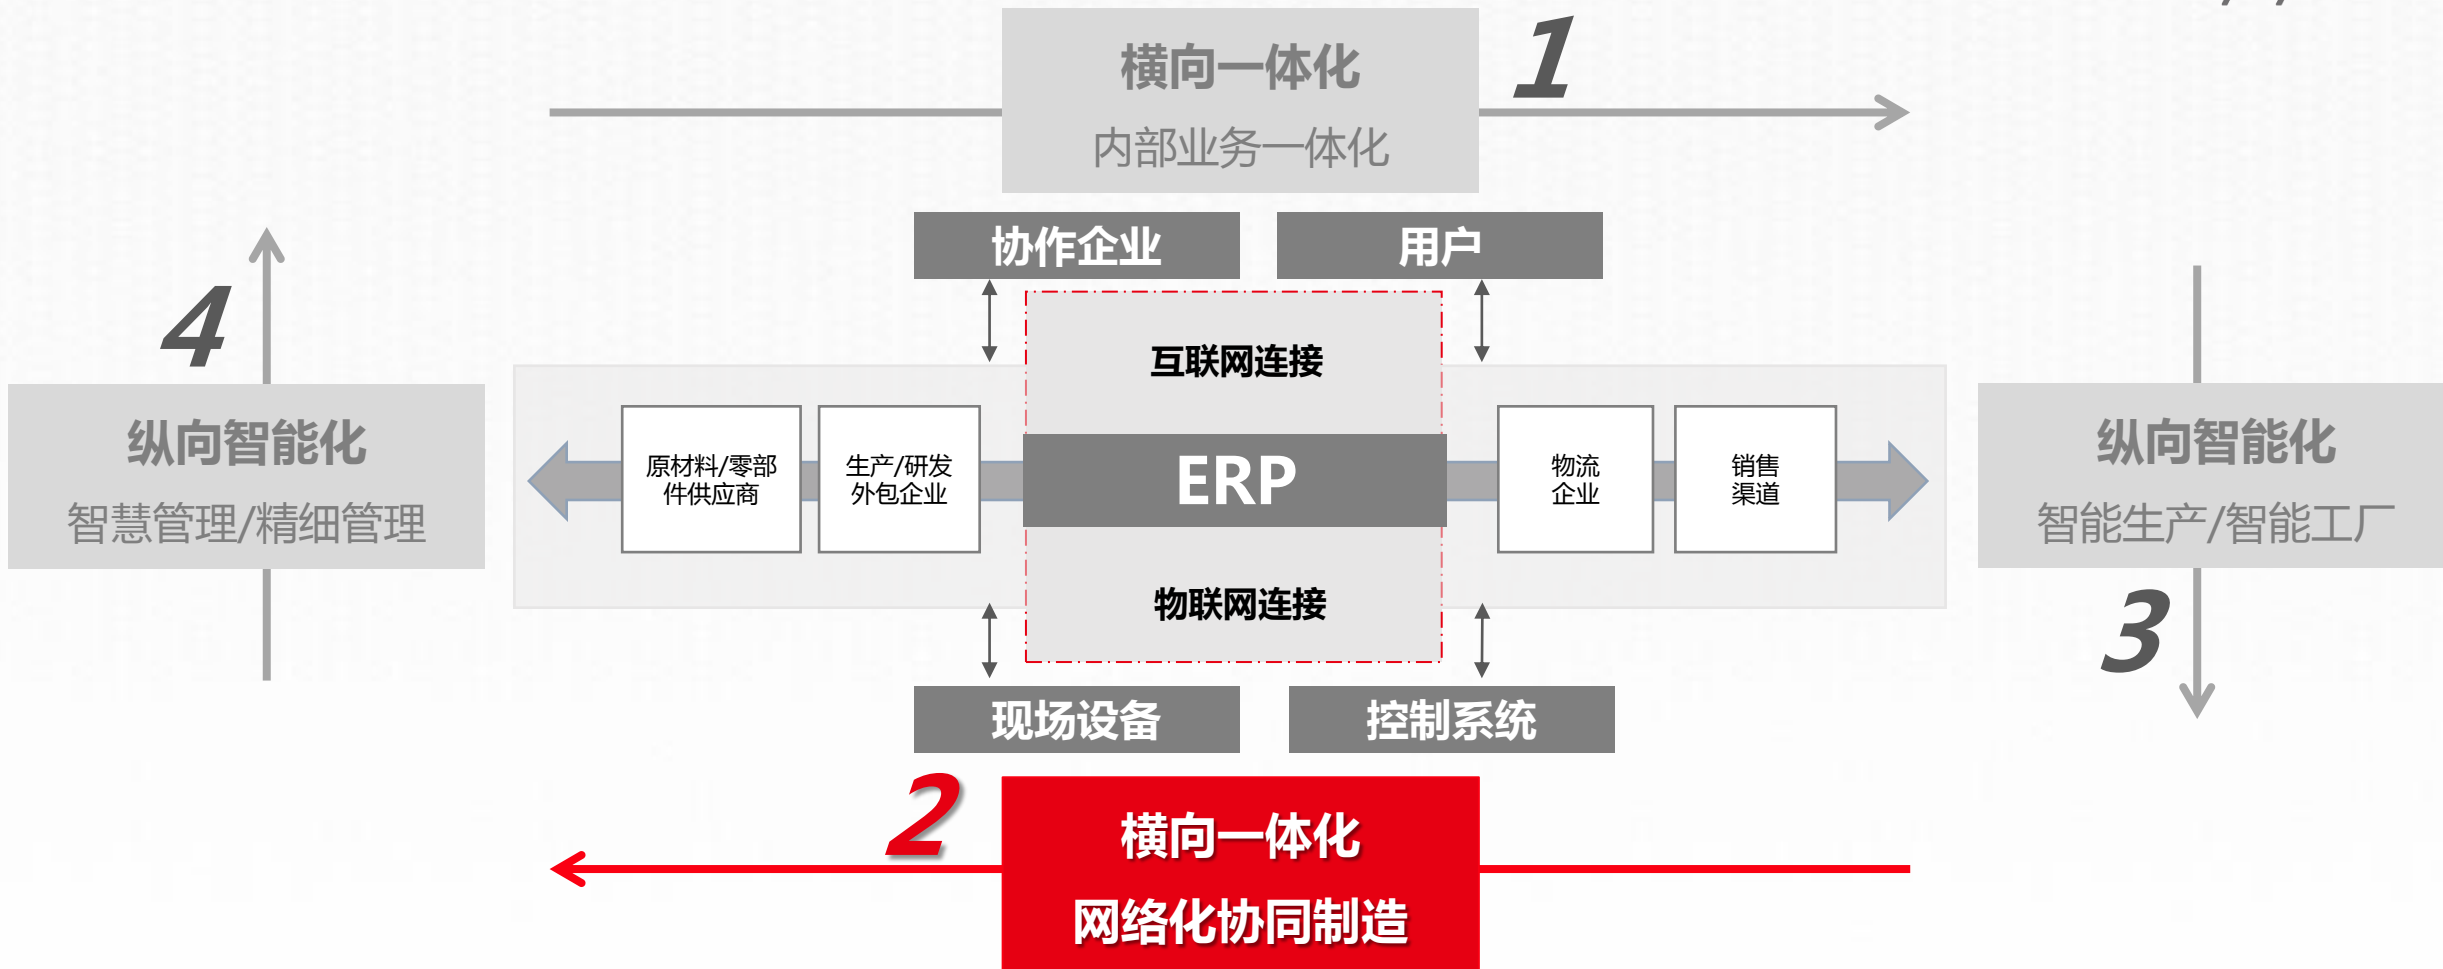 横向一体化
内部业务一体化
1
协作企业
用户
4
互联网连接
纵向智能化
智慧管理/精细管理
原材料/零部
件供应商
生产/研发
外包企业
ERP
物流
企业
销售
渠道
纵向智能化
智能生产/智能工厂
物联网连接
3
现场设备
控制系统
2
横向一体化
网络化协同制造